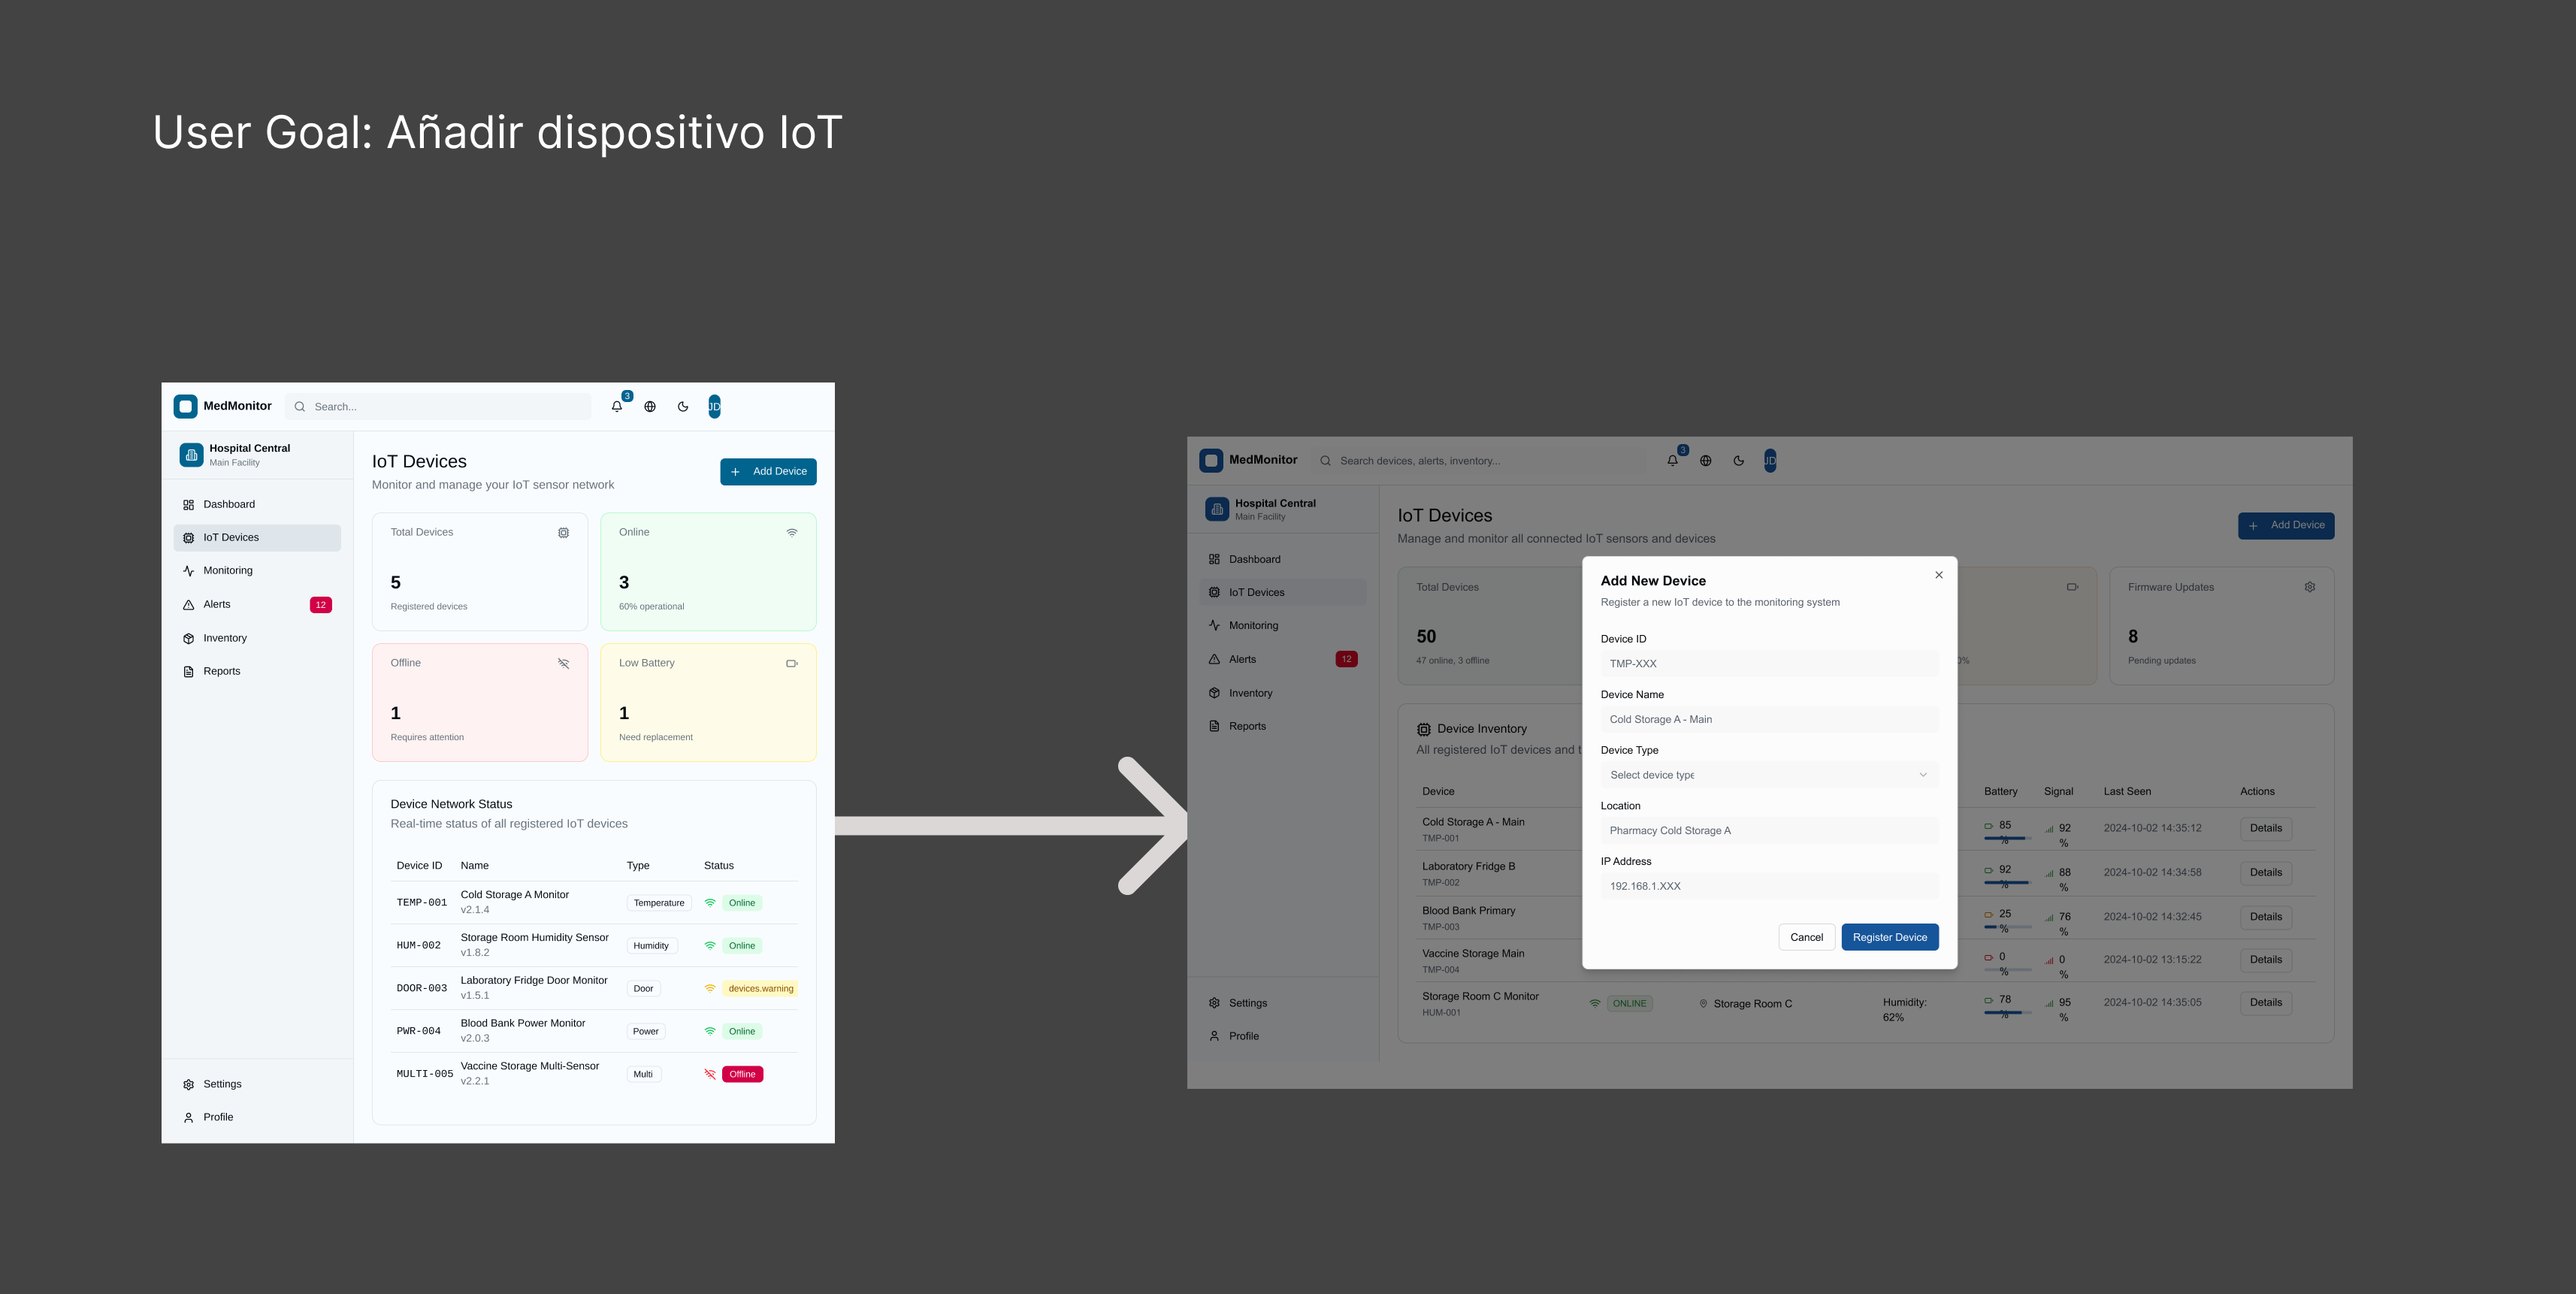 User Goal: Añadir dispositivo IoT
MedMonitor
Search...
3
JD
Hospital Central
Main Facility
Dashboard
IoT Devices
Monitoring
Alerts
12
Inventory
Reports
Settings
Profile
IoT Devices
Monitor and manage your IoT sensor network
Add Device
Total Devices
5
Registered devices
Online
3
60% operational
Offline
1
Requires attention
Low Battery
1
Need replacement
Device Network Status
Real-time status of all registered IoT devices
Device ID Name Type Status
TEMP-001 Cold Storage A Monitor Temperature Online
v2.1.4
HUM-002 Storage Room Humidity Sensor Humidity Online
v1.8.2
DOOR-003 Laboratory Fridge Door Monitor Door devices.warning
v1.5.1
PWR-004 Blood Bank Power Monitor Power Online
v2.0.3
MULTI-005 Vaccine Storage Multi-Sensor Multi Offline
v2.2.1
MedMonitor
Search devices, alerts, inventory...
3
JD
Hospital Central
Main Facility
Dashboard
IoT Devices
Monitoring
Alerts
12
Inventory
Reports
Settings
Profile
IoT Devices
Manage and monitor all connected IoT sensors and devices
Add Device
Total Devices
50
47 online, 3 offline
0%
Firmware Updates
8
Pending updates
Device Inventory
All registered IoT devices and t
Device Battery Signal Last Seen Actions
Cold Storage A - Main 85 % 92 % 2024-10-02 14:35:12 Details
TMP-001
Laboratory Fridge B 92 % 88 % 2024-10-02 14:34:58 Details
TMP-002
Blood Bank Primary 25 % 76 % 2024-10-02 14:32:45 Details
TMP-003
Vaccine Storage Main 0 % 0 % 2024-10-02 13:15:22 Details
TMP-004
Storage Room C Monitor ONLINE Storage Room C Humidity: 62% 78 % 95 % 2024-10-02 14:35:05 Details
HUM-001
Add New Device
Register a new IoT device to the monitoring system
Device ID
TMP-XXX
Device Name
Cold Storage A - Main
Device Type
Select device type
Location
Pharmacy Cold Storage A
IP Address
192.168.1.XXX
Cancel
Register Device